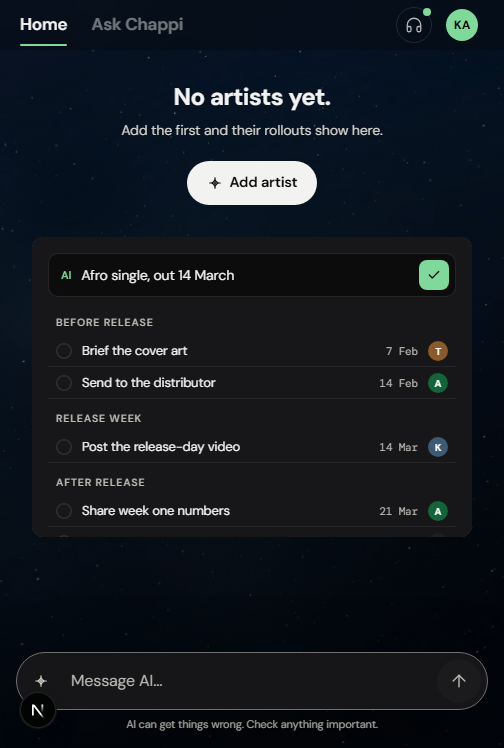 Home Ask Chappi KA
No artists yet.
Add the first and their rollouts show here.
Add artist
AI Afro single, out 14 March
BEFORE RELEASE
Brief the cover art 7 Feb T
Send to the distributor 14 Feb A
RELEASE WEEK
Post the release-day video 14 Mar K
AFTER RELEASE
Share week one numbers 21 Mar A
Message AI...
N
AI can get things wrong. Check anything important.